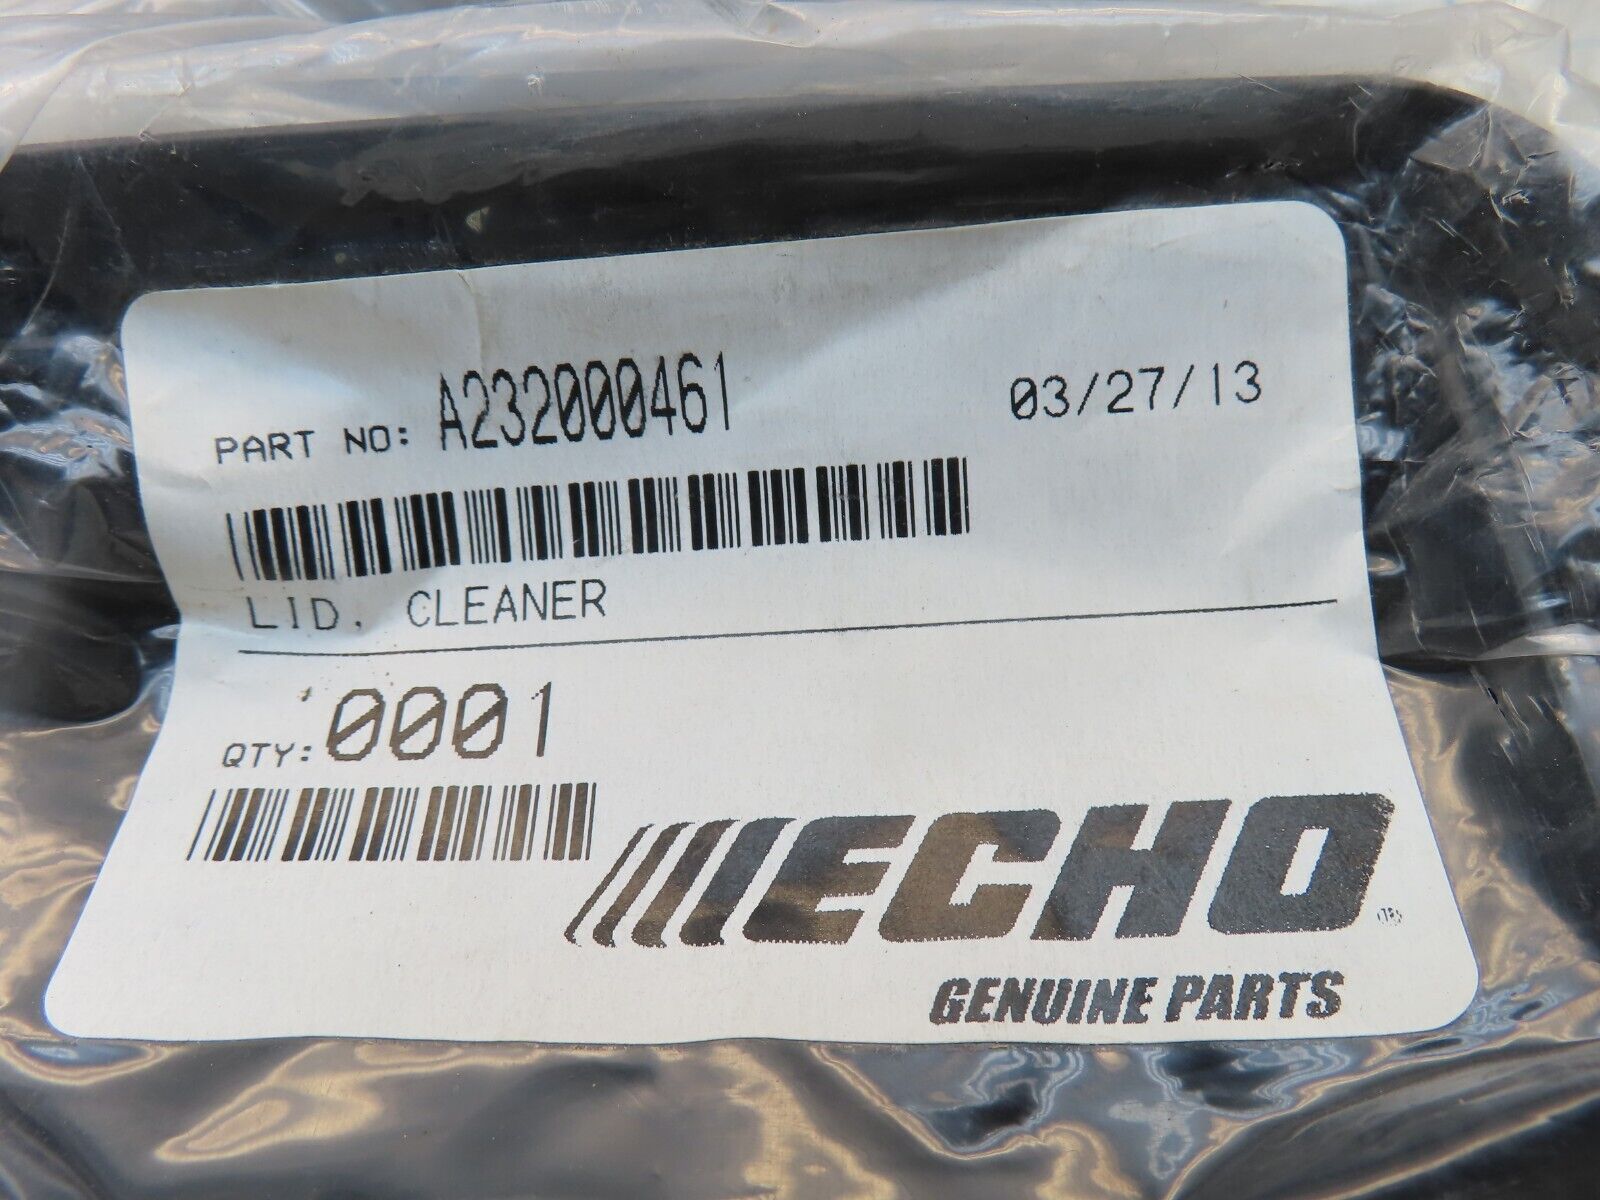 PART NO: A232000461 03/27/13
LID, CLEANER
QTY: 0001
ECHO
GENUINE PARTS